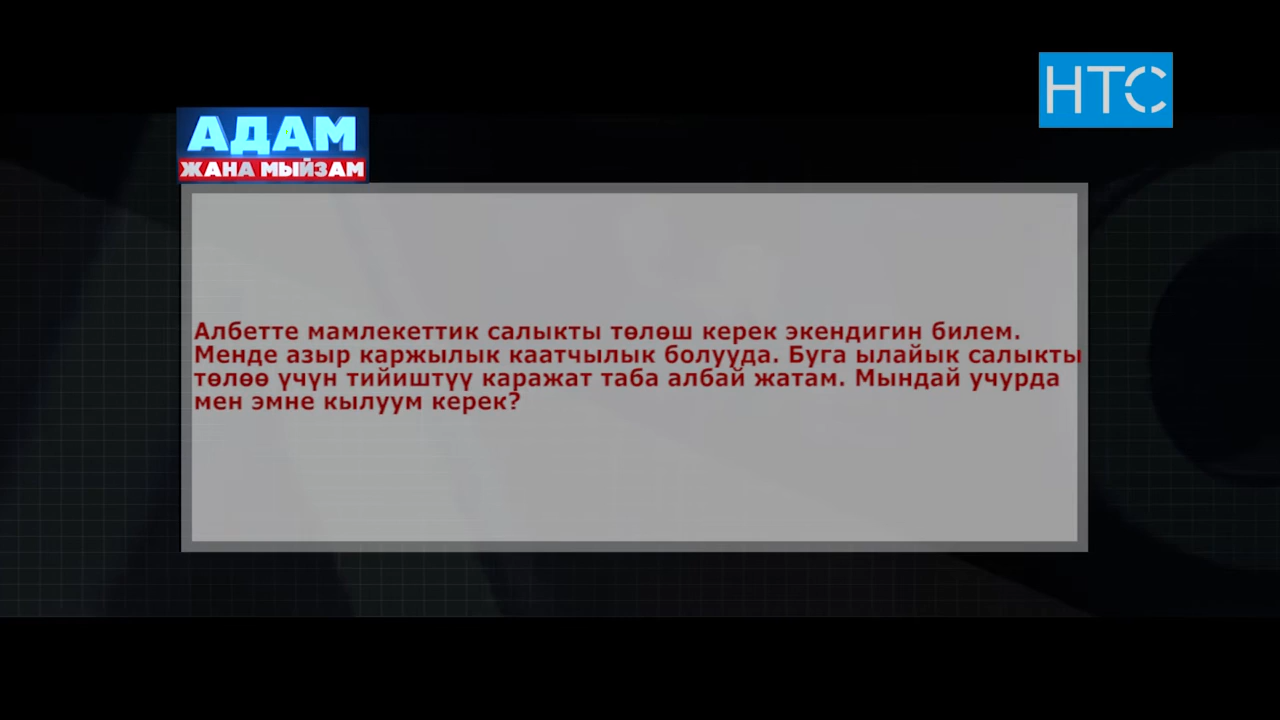 НТС
АДАМ
ЖАНА МЫЙЗАМ
Албетте мамлекеттик салыкты төлөш керек экендигин билем.
Менде азыр каржылык каатчылык болууда. Буга ылайык салыкты
төлөө үчүн тийиштүү каражат таба албай жатам. Мындай учурда
мен эмне кылуум керек?